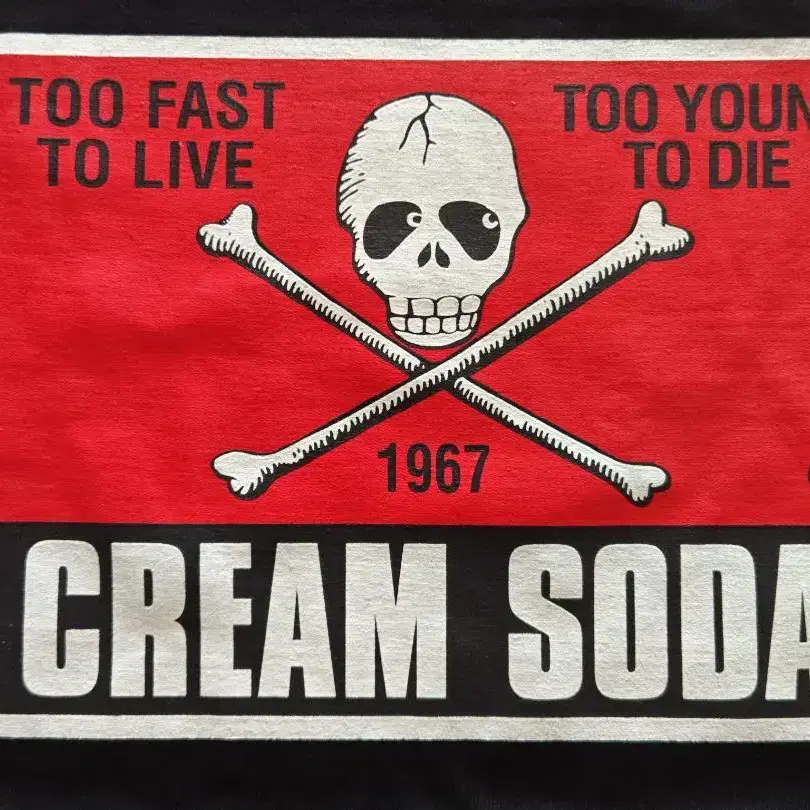 TOO FAST
TO LIVE
TOO YOUN
TO DIE
1967
CREAM SODA